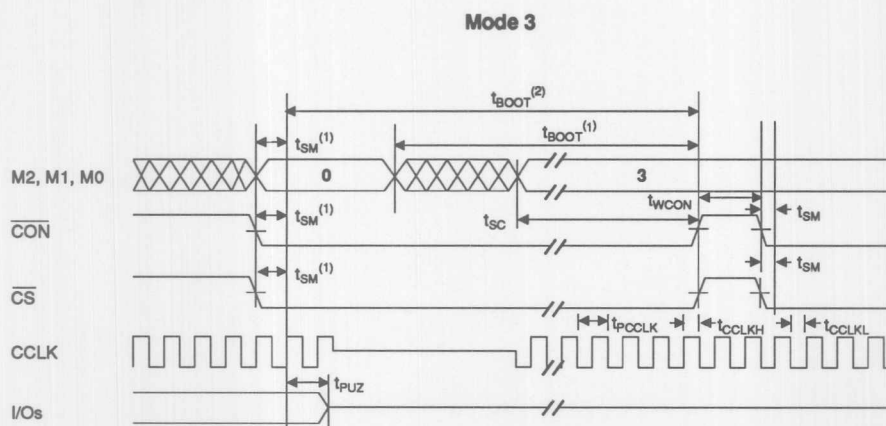 Mode 3
tBOOT(2)
tSM(1)
tBOOT(1)
M2, M1, M0
0
3
tWCON
tSM(1)
tSC
tSM
CON
tSM(1)
tSM
CS
tPCCLK
tCCLKH
tCCLKL
CCLK
tPUZ
I/Os